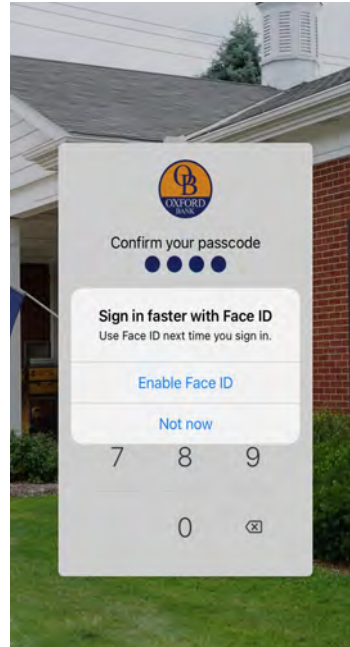 OB
OXFORD
BANK
Confirm your passcode
Sign in faster with Face ID
Use Face ID next time you sign in.
Enable Face ID
Not now
7 8 9
0